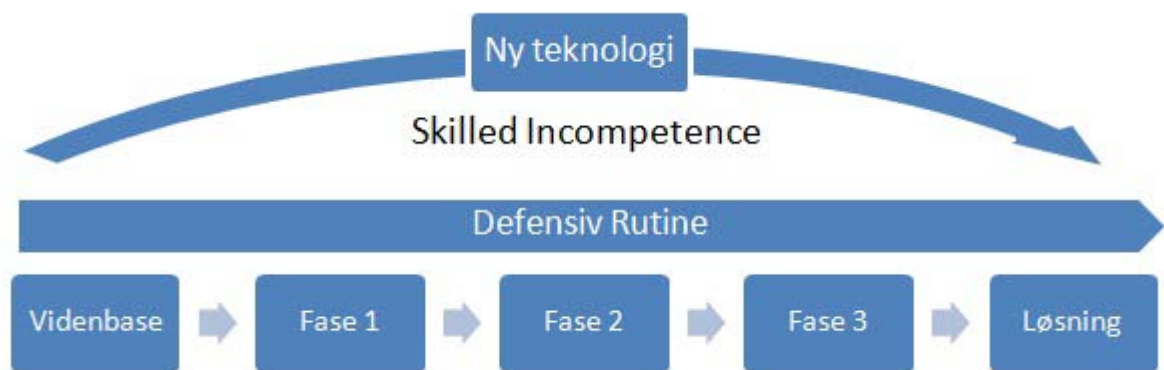 Ny teknologi
Skilled Incompetence
Defensiv Rutine
Videnbase
Fase 1
Fase 2
Fase 3
Løsning